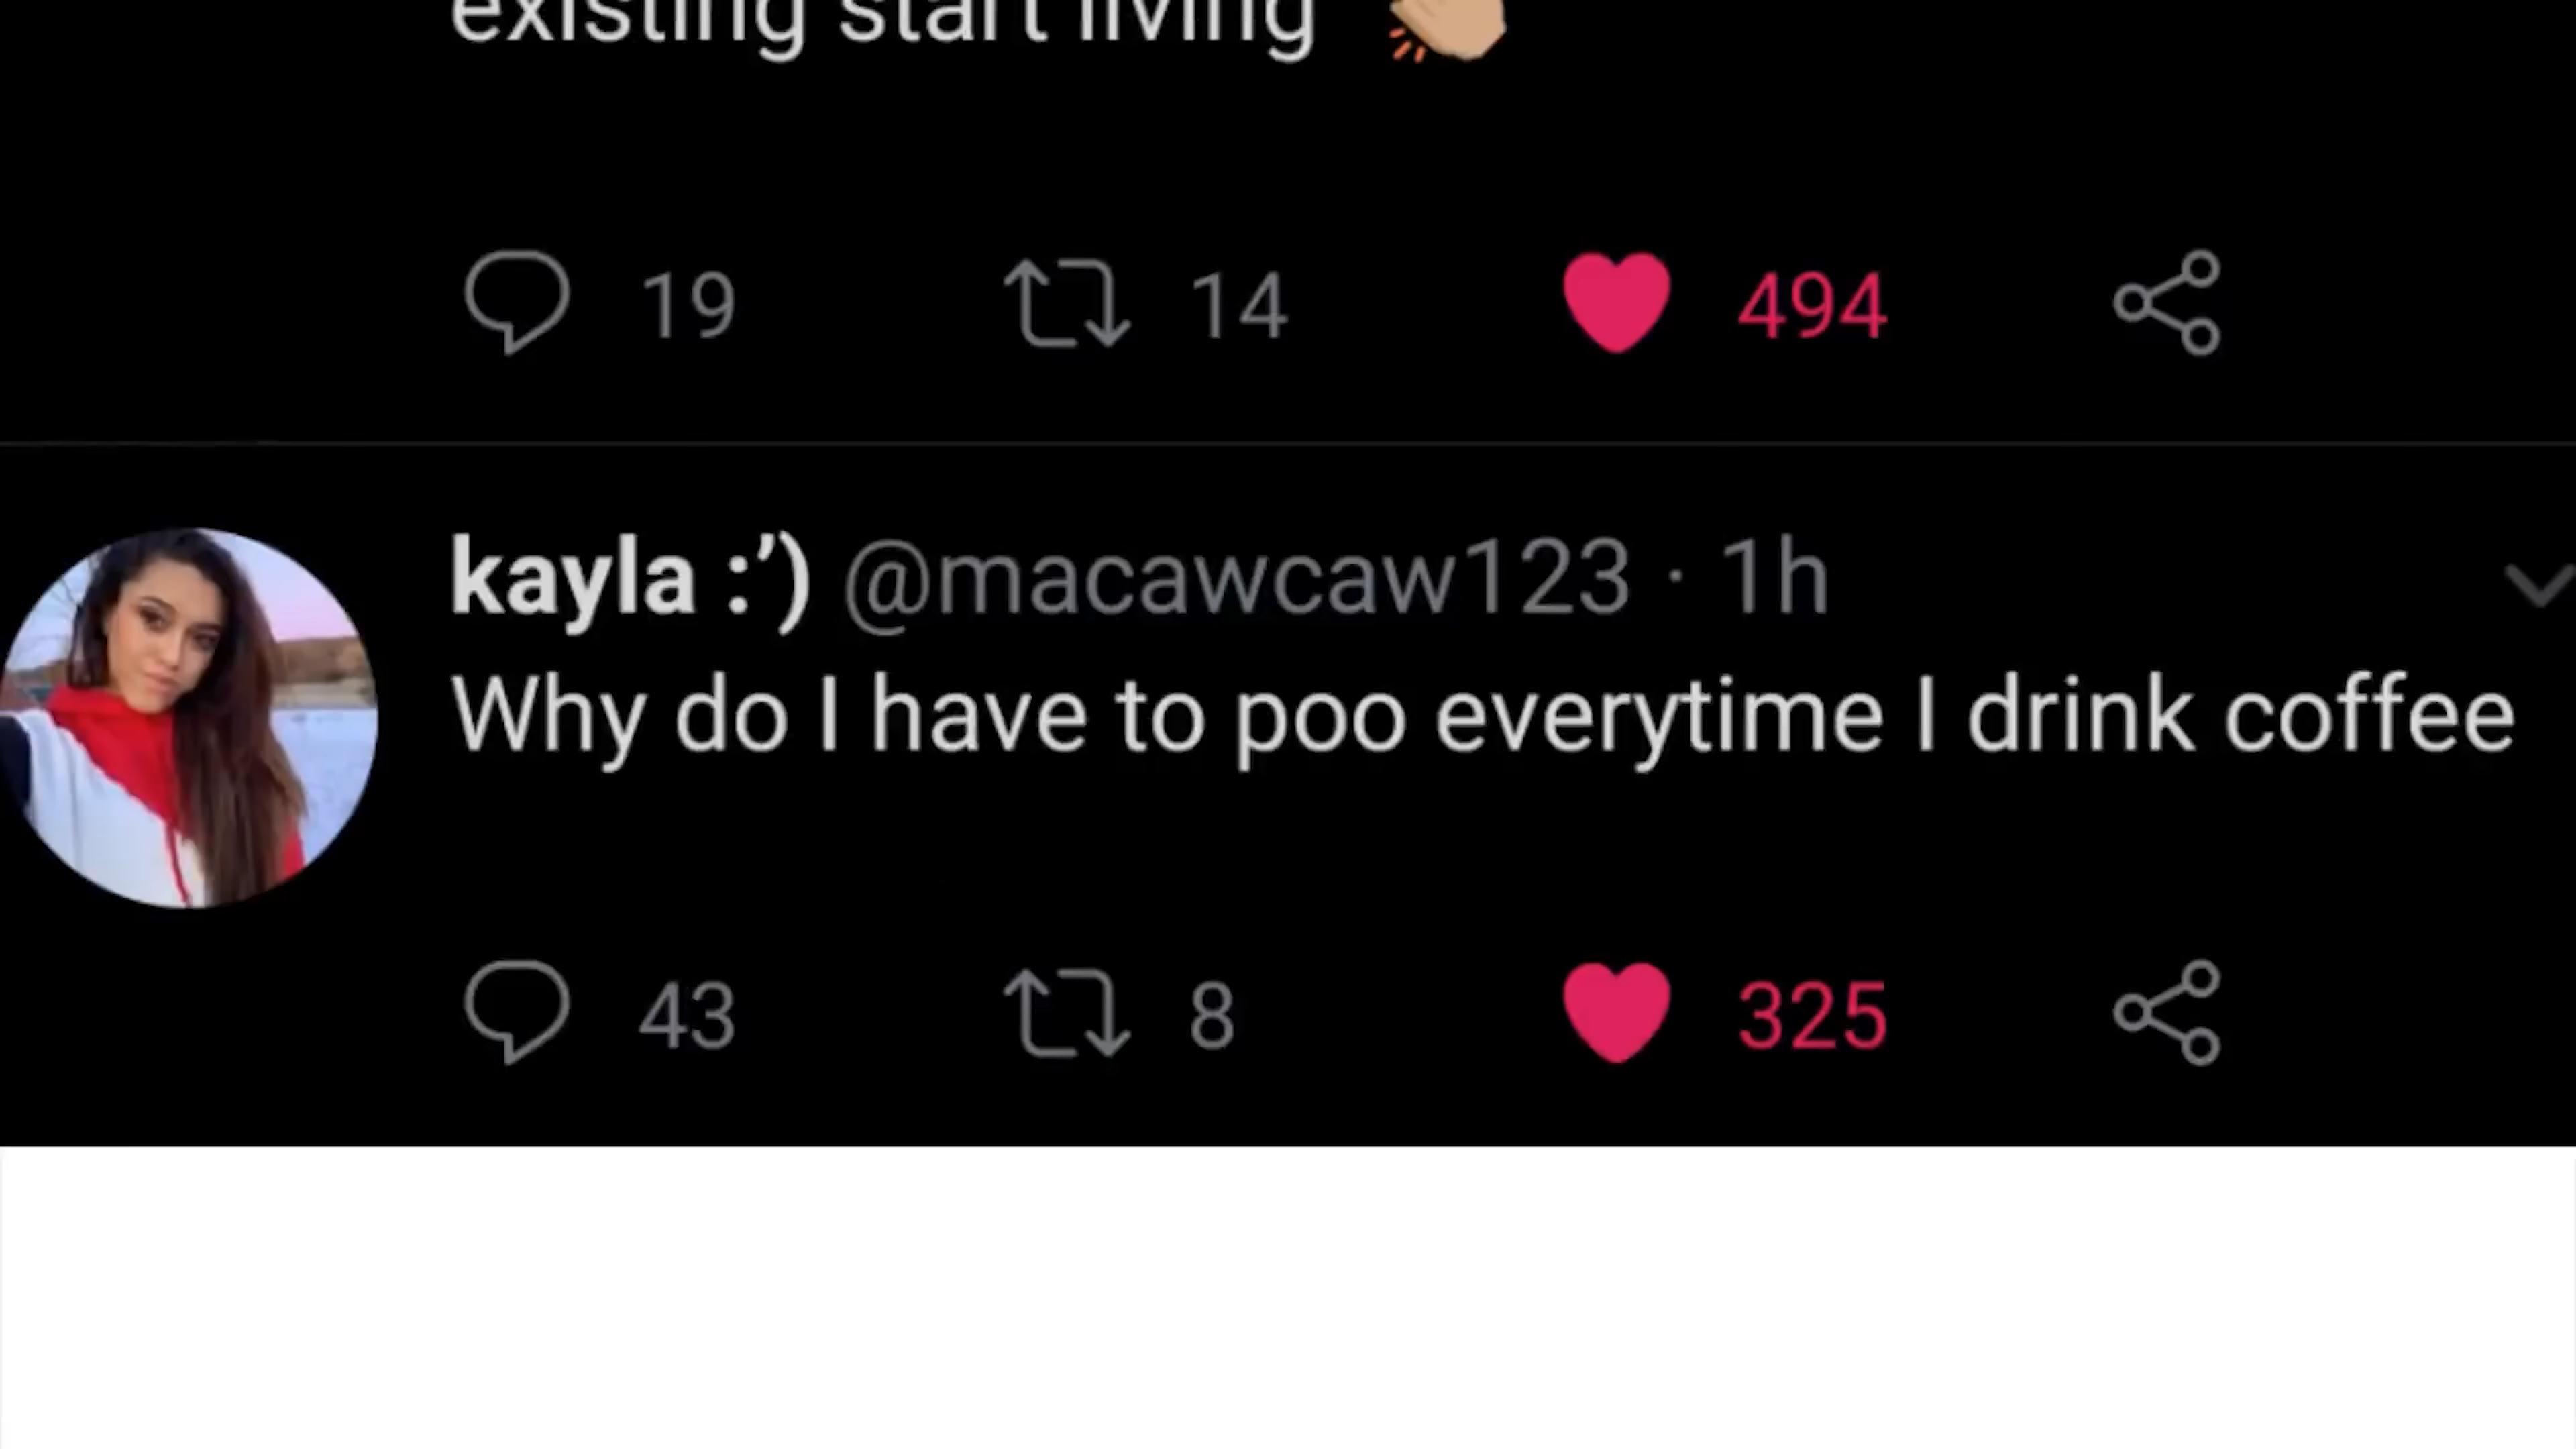 existing start living 👏🏼
19 14 494
kayla :’) @macawcaw123 · 1h
Why do I have to poo everytime I drink coffee
43 8 325